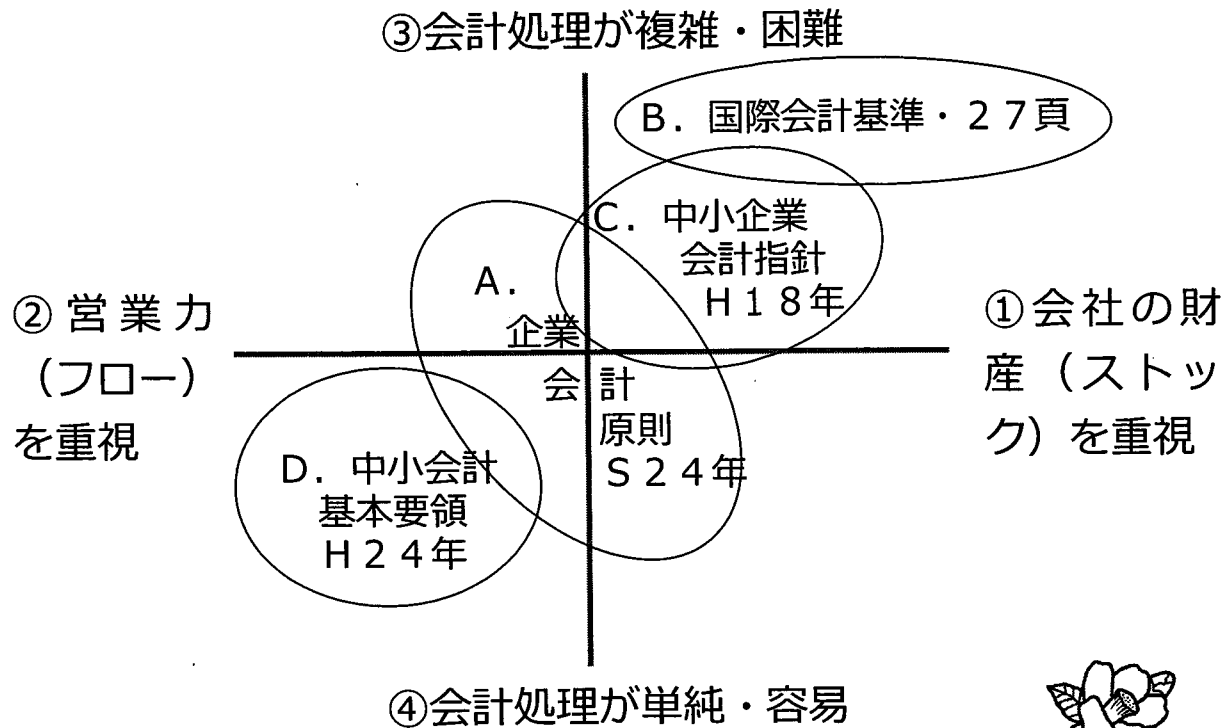 ③会計処理が複雑・困難
B．国際会計基準・２７頁
C．中小企業
会計指針
H１８年
A．
企業
会計
原則
S２４年
②営業力
（フロー）
を重視
①会社の財
産（ストッ
ク）を重視
D．中小会計
基本要領
H２４年
④会計処理が単純・容易